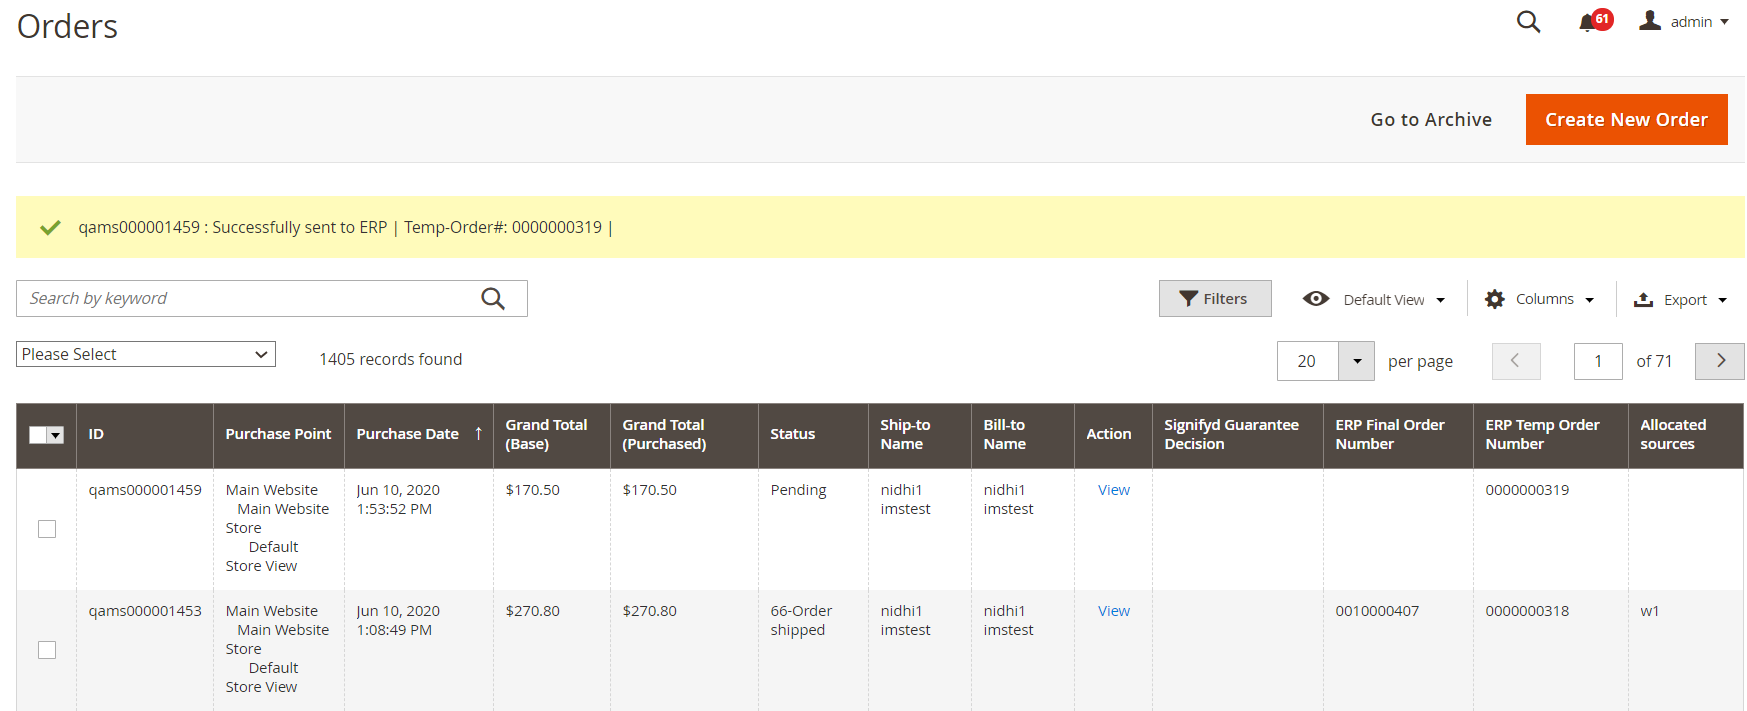 Orders
61
admin
Go to Archive
Create New Order
qams000001459 : Successfully sent to ERP | Temp-Order#: 0000000319 |
Search by keyword
Filters
Default View
Columns
Export
Please Select
1405 records found
20
per page
1
of 71
ID
Purchase Point
Purchase Date ↑
Grand Total
(Base)
Grand Total
(Purchased)
Status
Ship-to
Name
Bill-to
Name
Action
Signifyd Guarantee
Decision
ERP Final Order
Number
ERP Temp Order
Number
Allocated
sources
qams000001459
Main Website
Main Website
Store
Default
Store View
Jun 10, 2020
1:53:52 PM
$170.50
$170.50
Pending
nidhi1
imstest
nidhi1
imstest
View
0000000319
qams000001453
Main Website
Main Website
Store
Default
Store View
Jun 10, 2020
1:08:49 PM
$270.80
$270.80
66-Order
shipped
nidhi1
imstest
nidhi1
imstest
View
0010000407
0000000318
w1